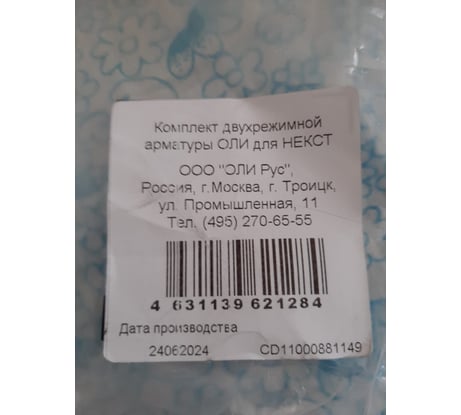 Комплект двухрежимной
арматуры ОЛИ для НЕКСТ
ООО "ОЛИ Рус",
Россия, г.Москва, г. Троицк,
ул. Промышленная, 11
Тел. (495) 270-65-55
4 631139 621284
Дата производства
24062024 CD11000881149